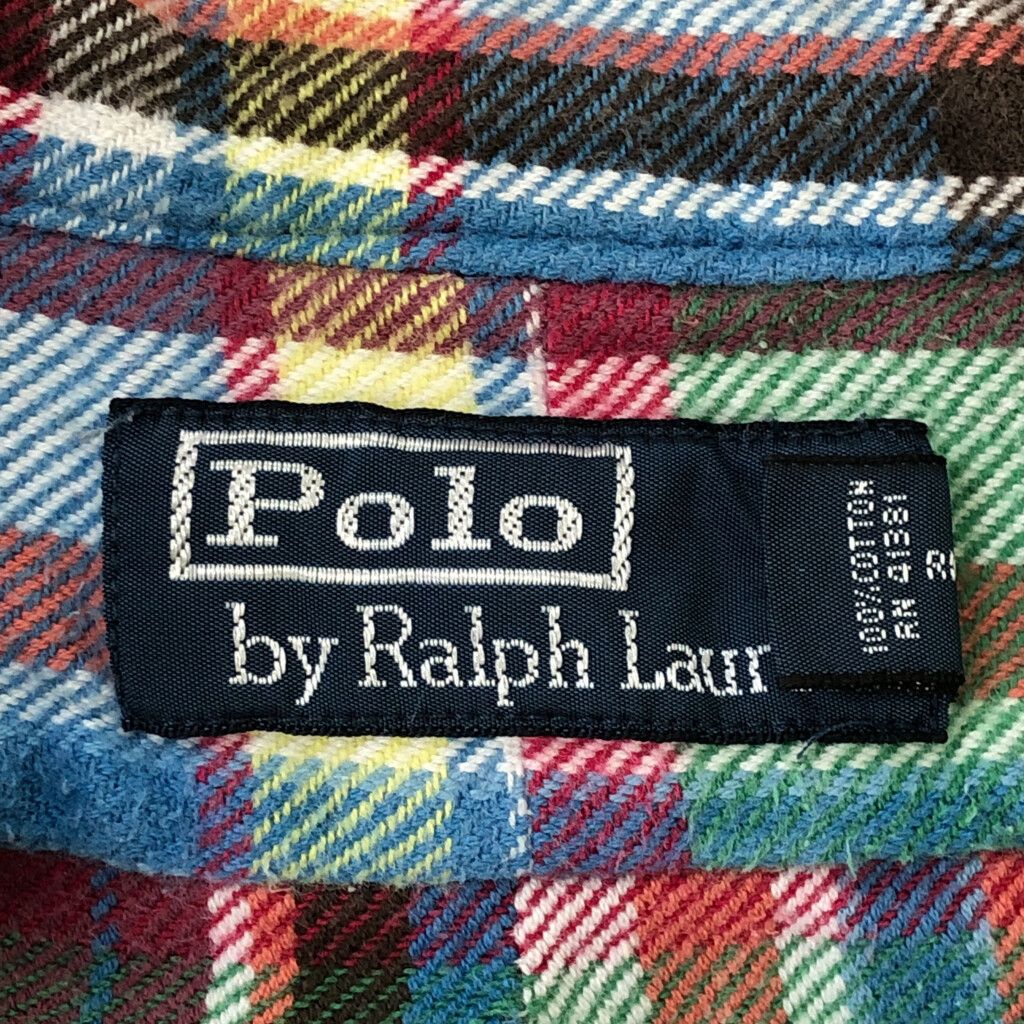 Polo
by Ralph Laur
100% COTTON
RN 41381